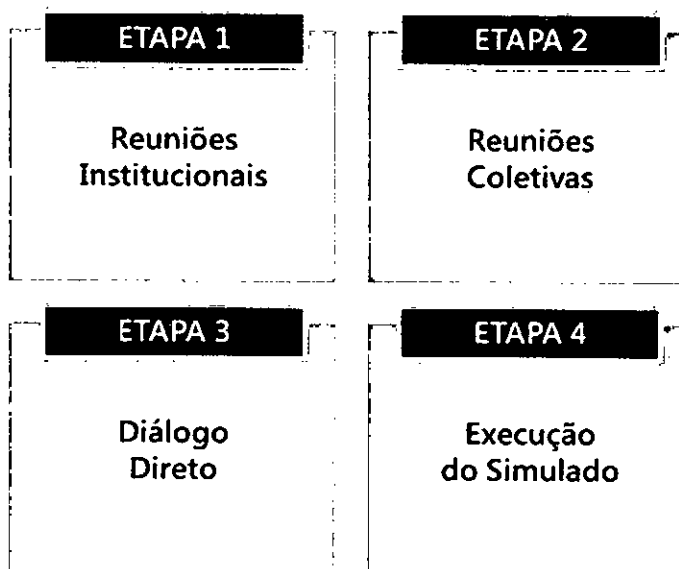 ETAPA 1
Reuniões
Institucionais
ETAPA 2
Reuniões
Coletivas
ETAPA 3
Diálogo
Direto
ETAPA 4
Execução
do Simulado